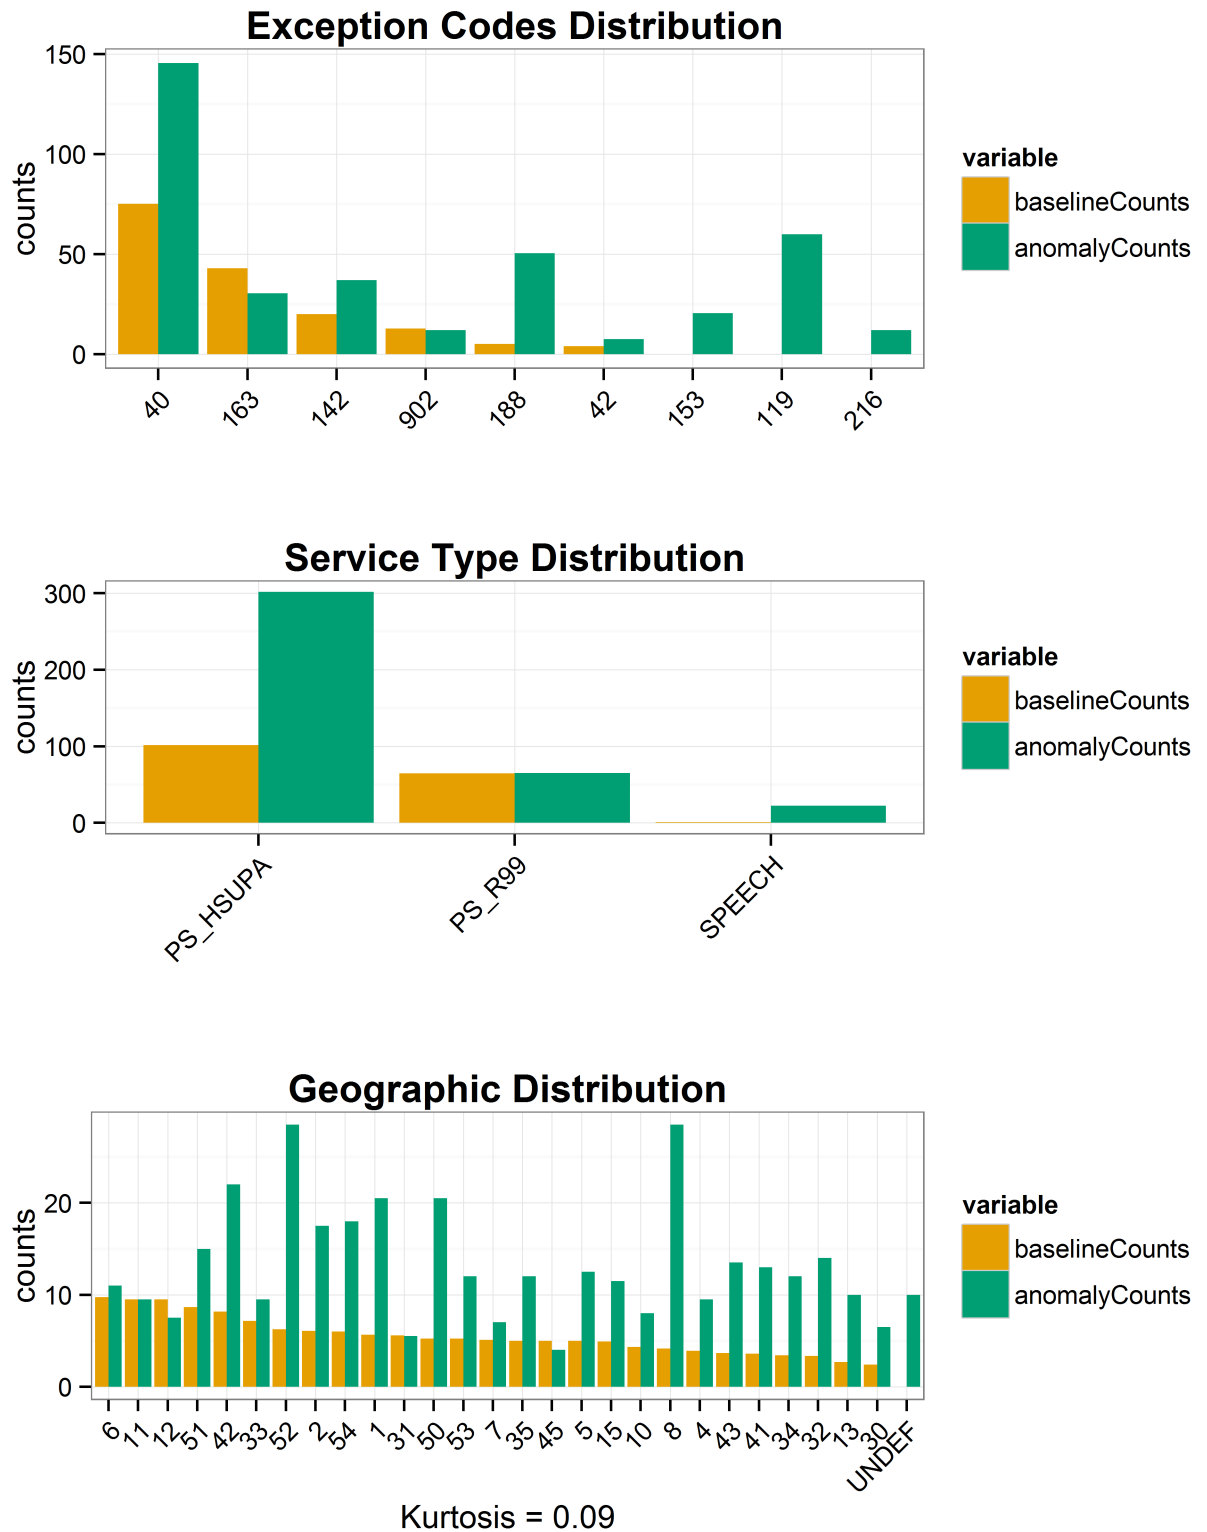 Exception Codes Distribution
150
100
50
0
counts
40 163 142 902 188 42 153 119 216
variable
baselineCounts
anomalyCounts
Service Type Distribution
300
200
100
0
counts
PS_HSUPA PS_R99 SPEECH
variable
baselineCounts
anomalyCounts
Geographic Distribution
20
10
0
counts
6 11 12 51 42 33 52 2 54 1 31 50 53 7 35 45 5 15 10 8 4 43 41 34 32 13 30 UNDEF
variable
baselineCounts
anomalyCounts
Kurtosis = 0.09